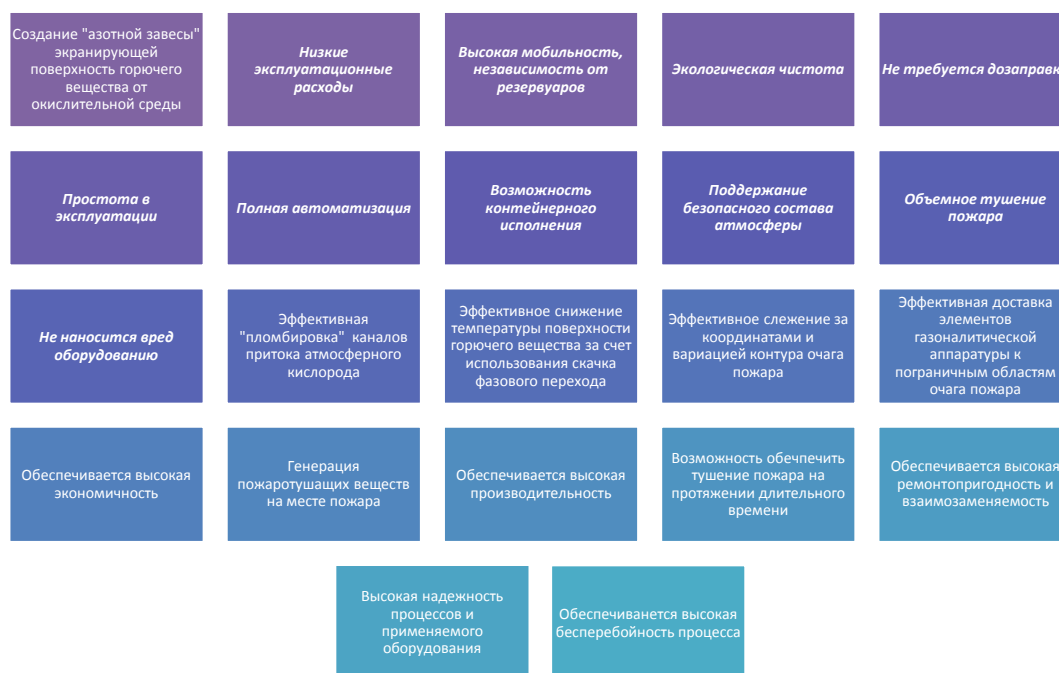 Создание "азотной завесы"
экранирующей
поверхность горючего
вещества от
окислительной среды
Низкие
эксплуатационные
расходы
Высокая мобильность,
независимость от
резервуаров
Экологическая чистота
Не требуется дозаправк
Простота в
эксплуатации
Полная автоматизация
Возможность
контейнерного
исполнения
Поддержание
безопасного состава
атмосферы
Объемное тушение
пожара
Не наносится вред
оборудованию
Эффективная
"пломбировка" каналов
притока атмосферного
кислорода
Эффективное снижение
температуры поверхности
горючего вещества за счет
использования скачка
фазового перехода
Эффективное слежение за
координатами и
вариацией контура очага
пожара
Эффективная доставка
элементов
газоналитической
аппаратуры к
пограничным областям
очага пожара
Обеспечивается высокая
экономичность
Генерация
пожаротушащих веществ
на месте пожара
Обеспечивается высокая
производительность
Возможность обечпечить
тушение пожара на
протяжении длительного
времени
Обеспечивается высокая
ремонтопригодность и
взаимозаменяемость
Высокая надежность
процессов и
применяемого
оборудования
Обеспечиванется высокая
бесперебойность процесса